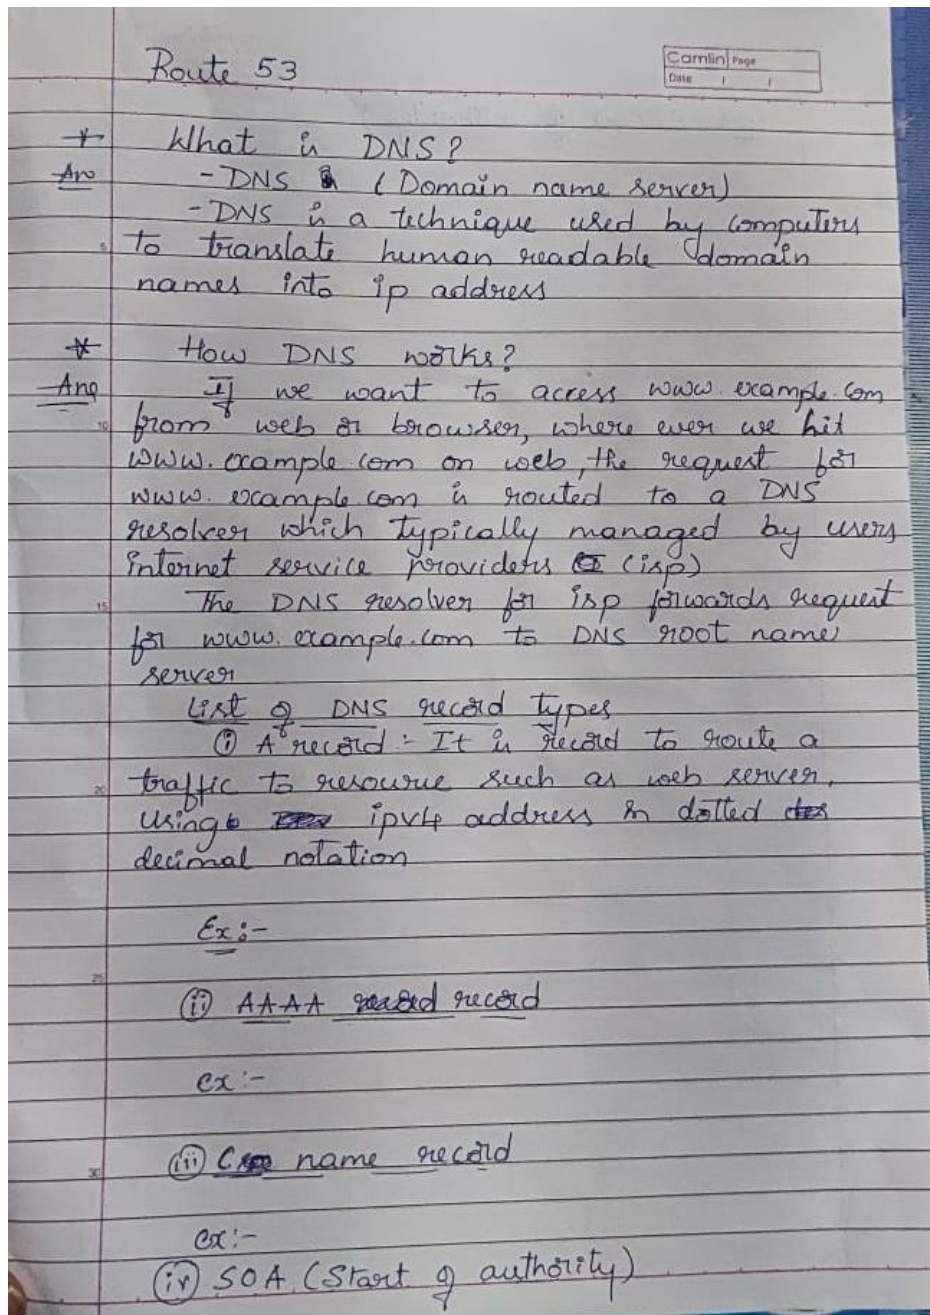 Route 53
Camlin Page
Date / /
* What is DNS?
Ans - DNS (Domain name server)
- DNS is a technique used by computers
5 to translate human readable domain
names into ip address
* How DNS works?
Ans If we want to access www.example.com
10 from web or browser, where ever we hit
www.example.com on web, the request for
www.example.com is routed to a DNS
resolver which typically managed by users
internet service providers (isp)
15 The DNS resolver for isp forwards request
for www.example.com to DNS root name
server
List of DNS record types
(i) A record :- It is record to route a
20 traffic to resource such as web server,
using ipv4 address in dotted
decimal notation
Ex :-
25
(ii) AAAA record
ex :-
30 (iii) C name record
ex :-
(iv) SOA (Start of authority)